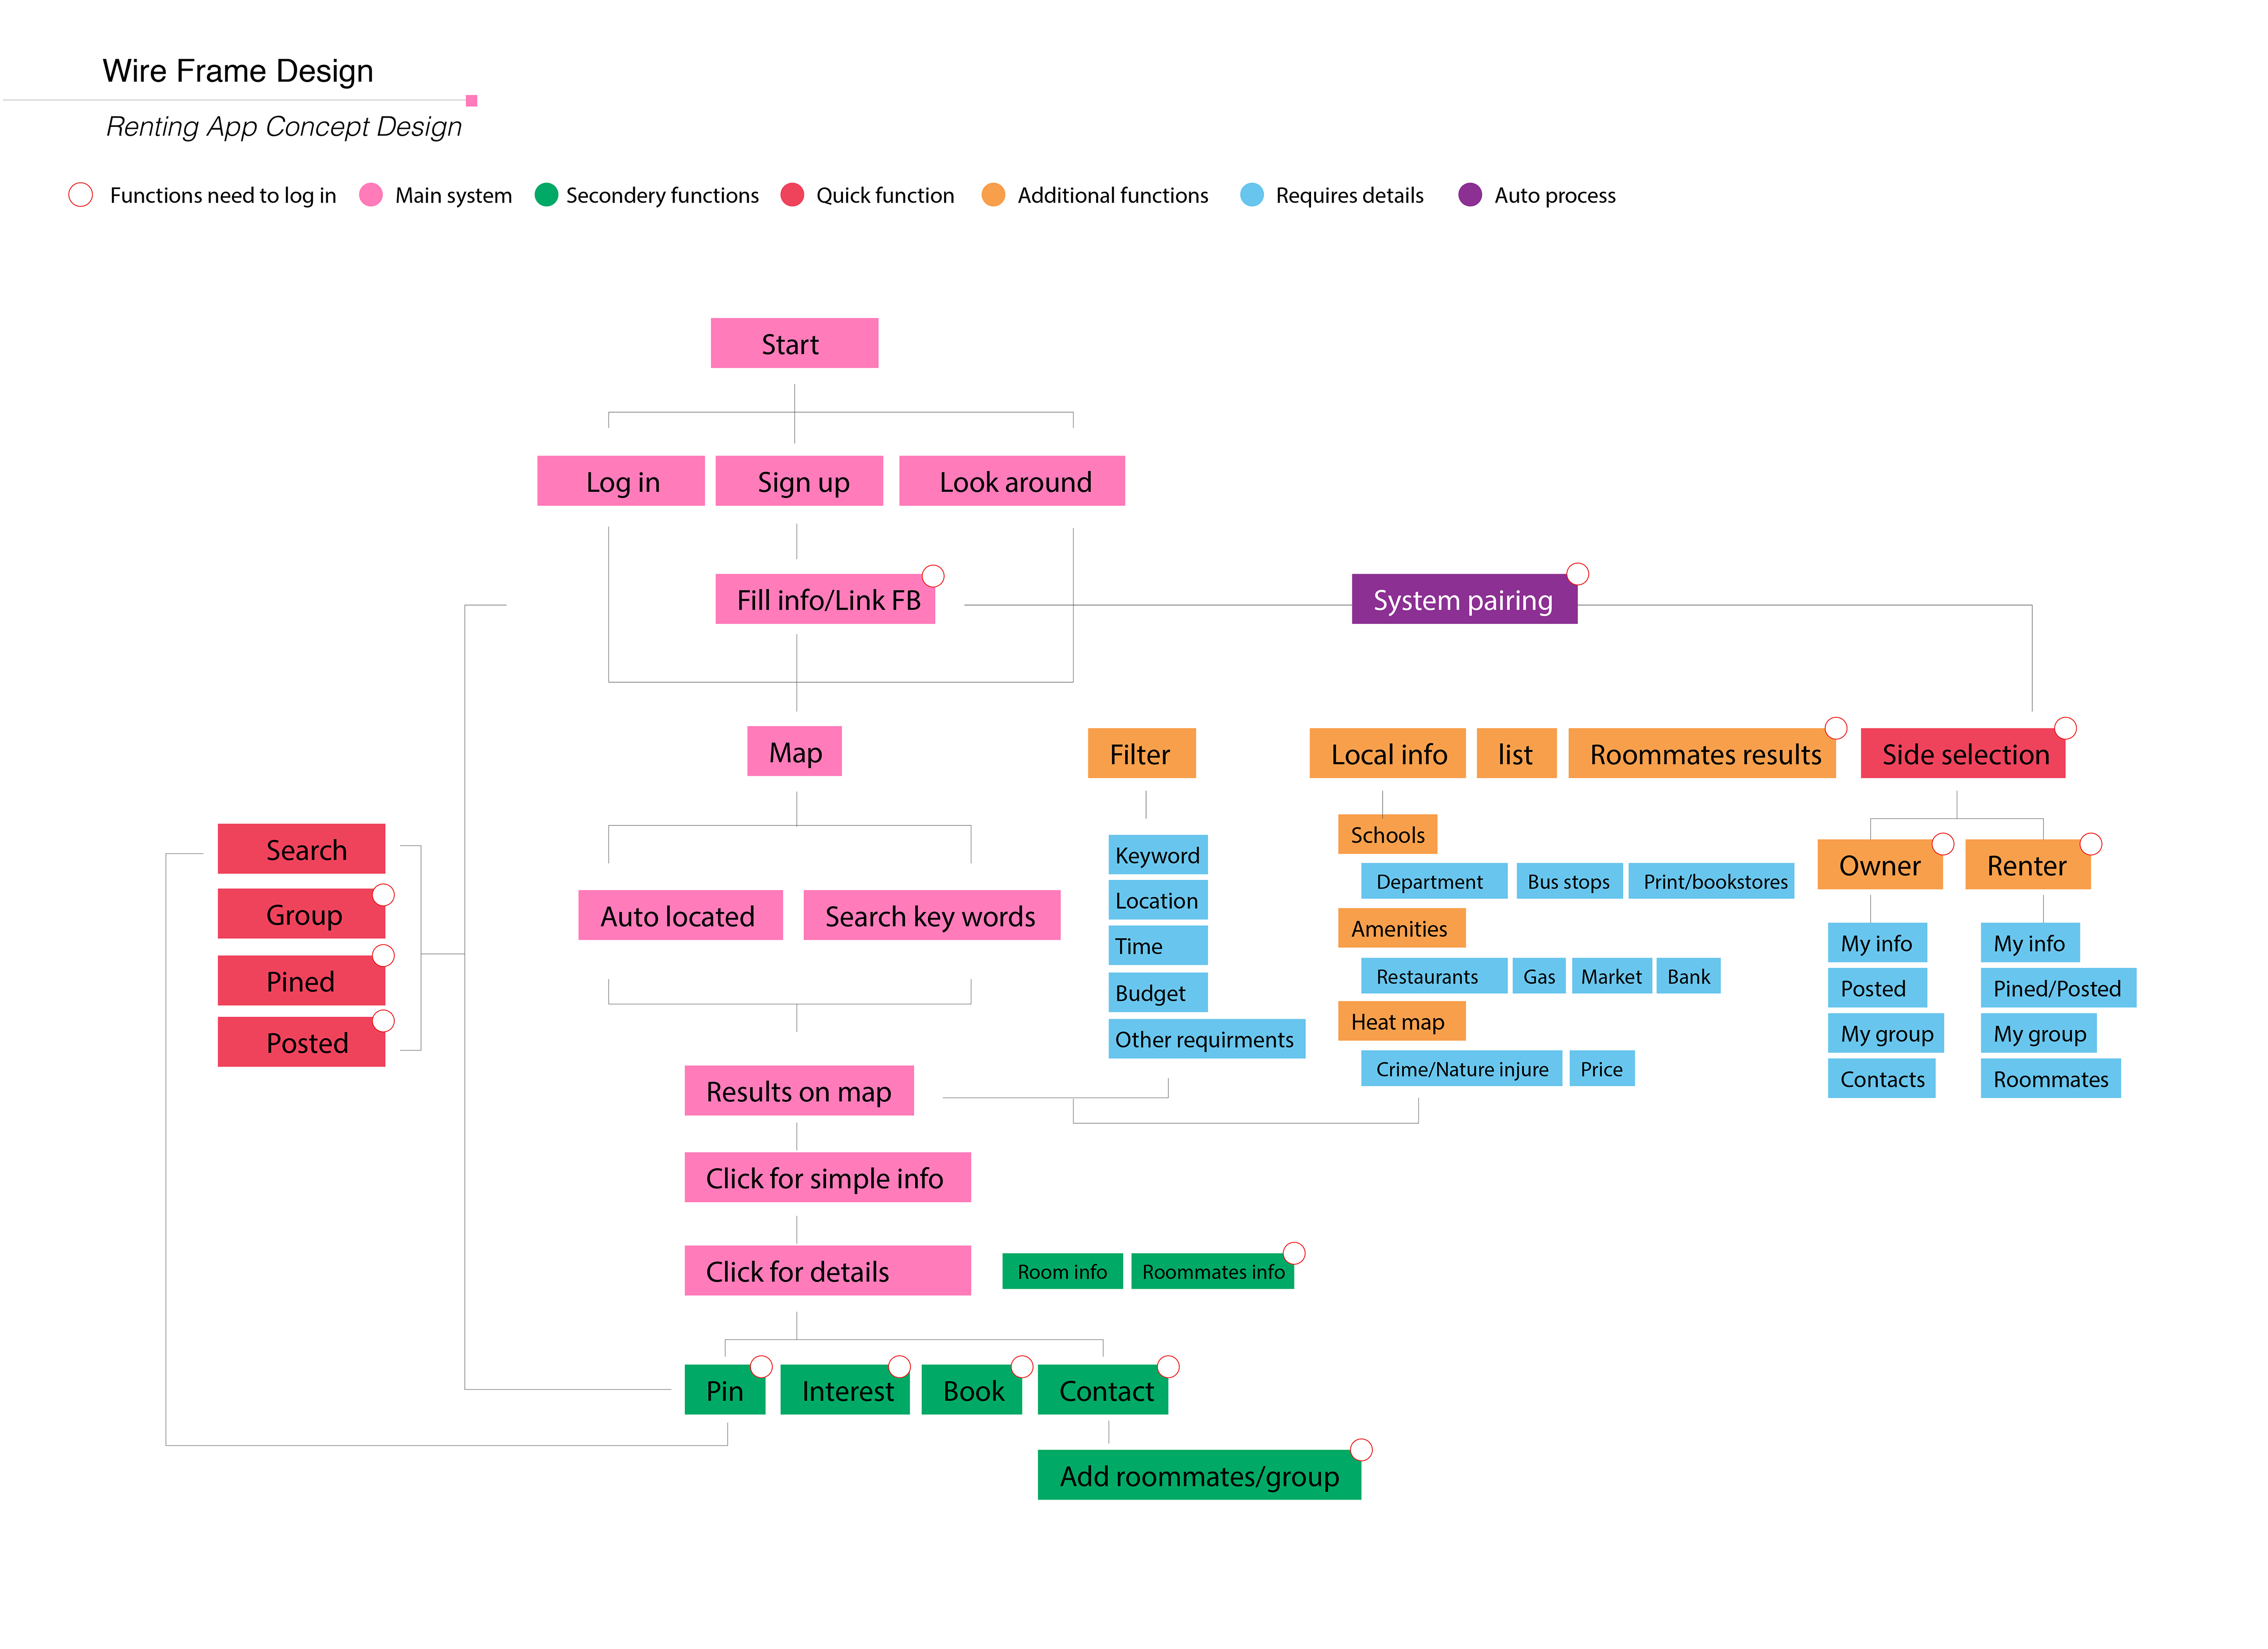 Wire Frame Design
Renting App Concept Design
Functions need to log in
Main system
Secondery functions
Quick function
Additional functions
Requires details
Auto process
Start
Log in
Sign up
Look around
Fill info/Link FB
System pairing
Map
Filter
Local info
list
Roommates results
Side selection
Search
Group
Pined
Posted
Auto located
Search key words
Keyword
Location
Time
Budget
Other requirments
Schools
Department
Bus stops
Print/bookstores
Amenities
Restaurants
Gas
Market
Bank
Heat map
Crime/Nature injure
Price
Owner
Renter
My info
Posted
My group
Contacts
My info
Pined/Posted
My group
Roommates
Results on map
Click for simple info
Click for details
Room info
Roommates info
Pin
Interest
Book
Contact
Add roommates/group